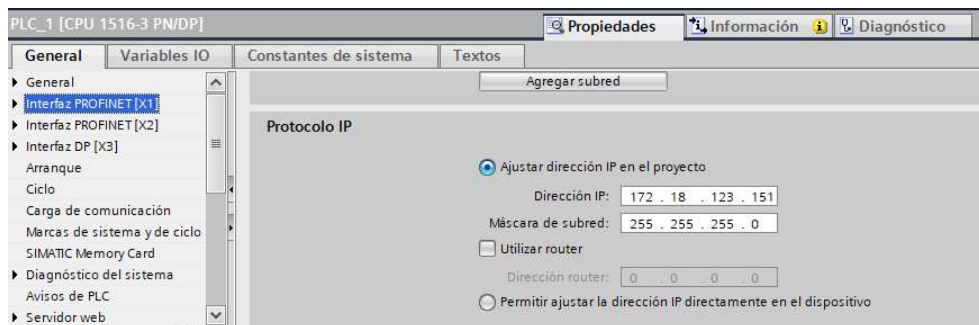 PLC_1 [CPU 1516-3 PN/DP]
Propiedades
Información
Diagnóstico
General
Variables IO
Constantes de sistema
Textos
General
Interfaz PROFINET [X1]
Interfaz PROFINET [X2]
Interfaz DP [X3]
Arranque
Ciclo
Carga de comunicación
Marcas de sistema y de ciclo
SIMATIC Memory Card
Diagnóstico del sistema
Avisos de PLC
Servidor web
Agregar subred
Protocolo IP
Ajustar dirección IP en el proyecto
Dirección IP: 172 . 18 . 123 . 151
Máscara de subred: 255 . 255 . 255 . 0
Utilizar router
Dirección router: 0 . 0 . 0 . 0
Permitir ajustar la dirección IP directamente en el dispositivo